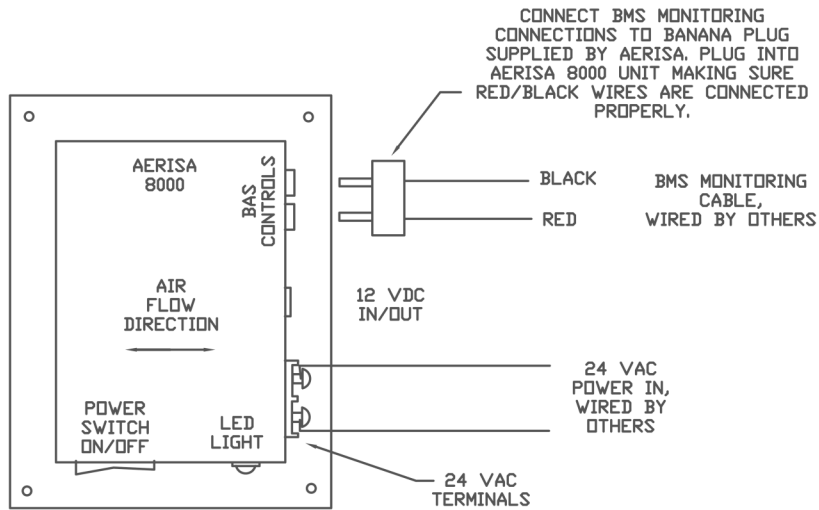 CONNECT BMS MONITORING
CONNECTIONS TO BANANA PLUG
SUPPLIED BY AERISA. PLUG INTO
AERISA 8000 UNIT MAKING SURE
RED/BLACK WIRES ARE CONNECTED
PROPERLY.
AERISA
8000
BAS
CONTROLS
BLACK
RED
BMS MONITORING
CABLE,
WIRED BY OTHERS
AIR
FLOW
DIRECTION
12 VDC
IN/OUT
24 VAC
POWER IN,
WIRED BY
OTHERS
POWER
SWITCH
ON/OFF
LED
LIGHT
24 VAC
TERMINALS